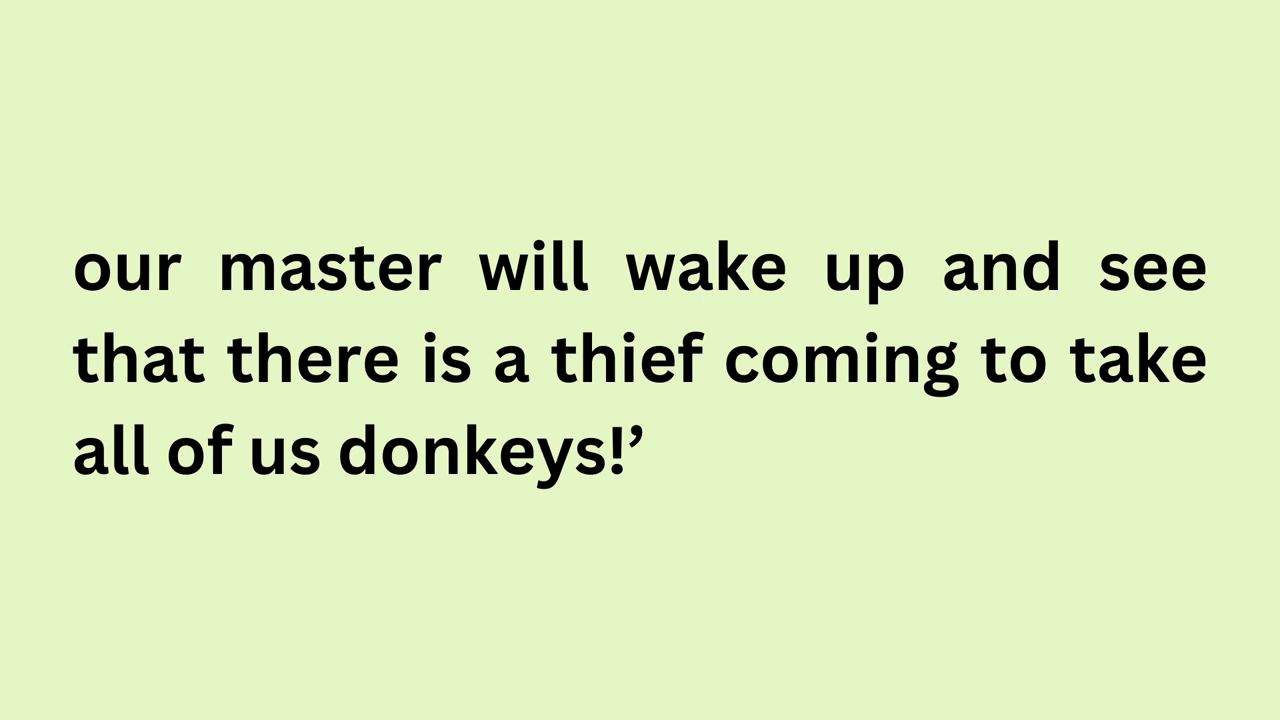 our master will wake up and see
that there is a thief coming to take
all of us donkeys!’